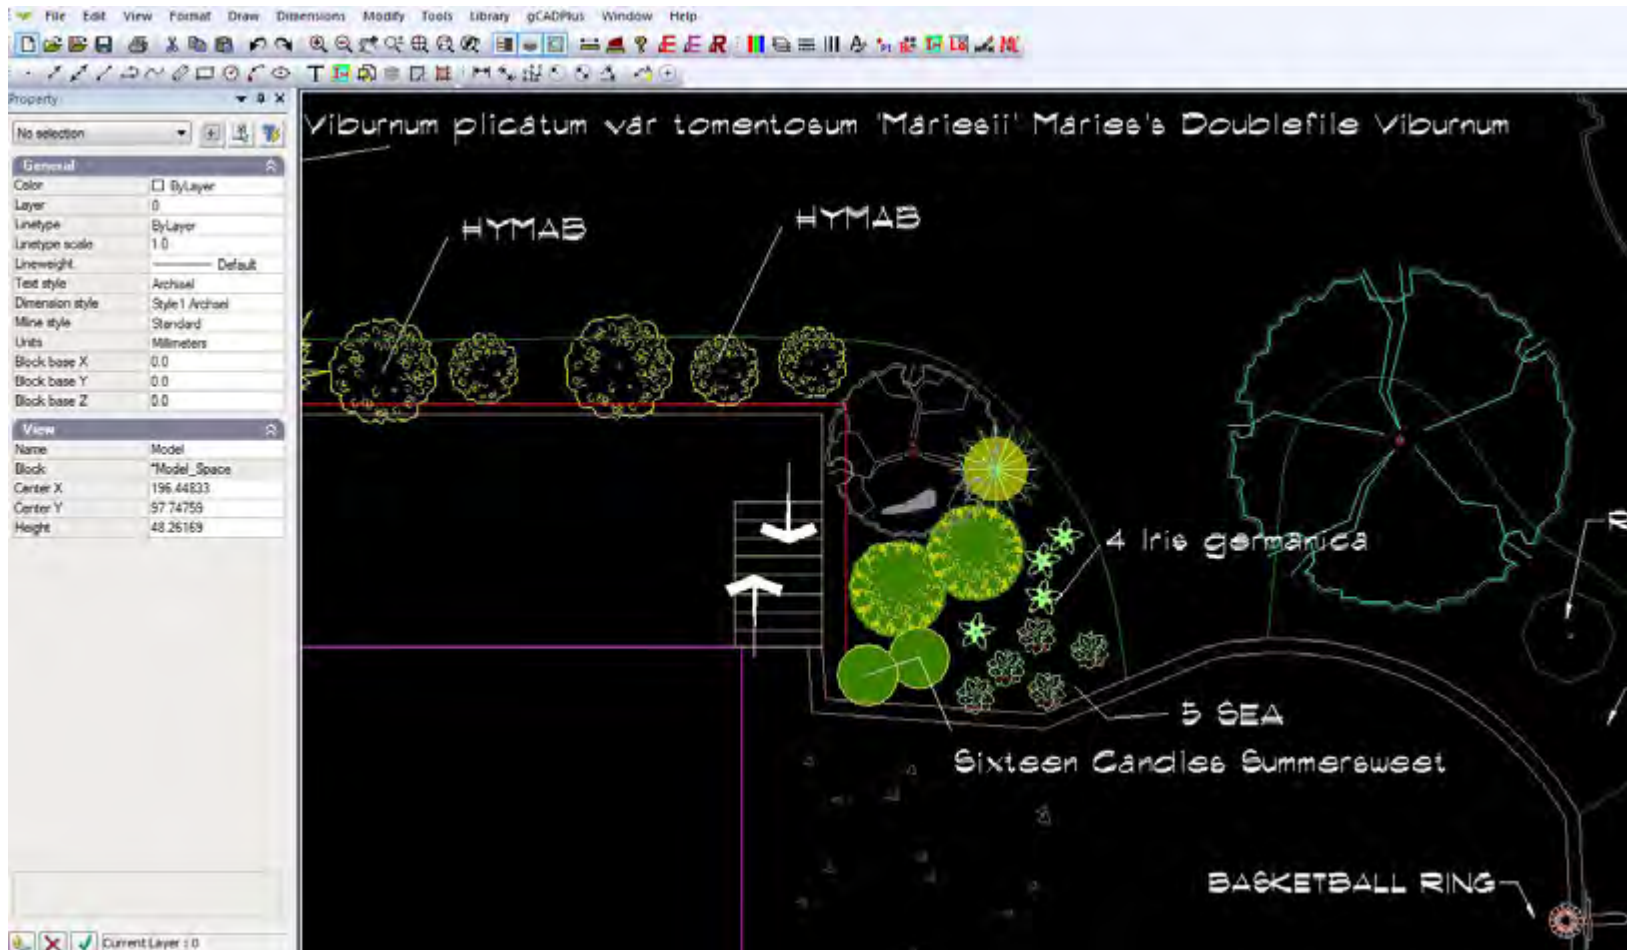 File Edit View Format Draw Dimensions Modify Tools Library gCADPlus Window Help
Property
No selection
General
Color ByLayer
Layer 0
Linetype ByLayer
Linetype scale 1.0
Lineweight Default
Text style Archisel
Dimension style Style1 Archsel
Mline style Standard
Units Millimeters
Block base X 0.0
Block base Y 0.0
Block base Z 0.0
View
Name Model
Block *Model_Space
Center X 196.44833
Center Y 97.74759
Height 48.26169
Current Layer : 0
Viburnum plicatum var tomentosum 'Mariesii' Maries's Doublefile Viburnum
HYMAB
HYMAB
4 Iris germanica
5 SEA
Sixteen Candles Summersweet
BASKETBALL RING